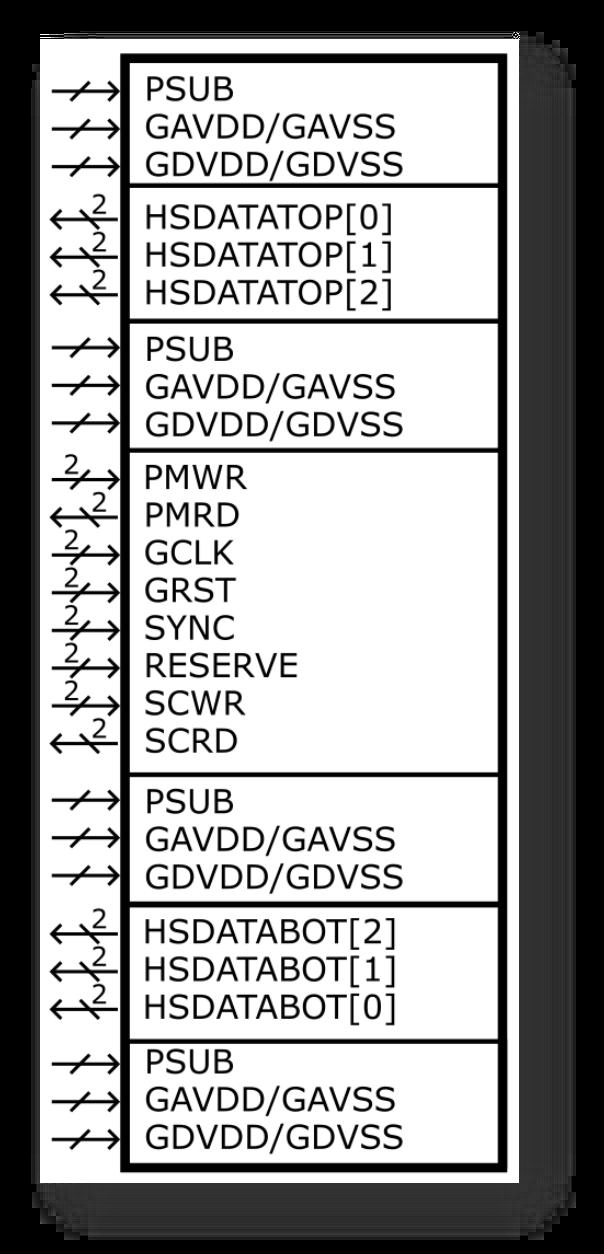 PSUB
GAVDD/GAVSS
GDVDD/GDVSS
2 HSDATATOP[0]
2 HSDATATOP[1]
2 HSDATATOP[2]
PSUB
GAVDD/GAVSS
GDVDD/GDVSS
2 PMWR
2 PMRD
2 GCLK
2 GRST
2 SYNC
2 RESERVE
2 SCWR
2 SCRD
PSUB
GAVDD/GAVSS
GDVDD/GDVSS
2 HSDATABOT[2]
2 HSDATABOT[1]
2 HSDATABOT[0]
PSUB
GAVDD/GAVSS
GDVDD/GDVSS